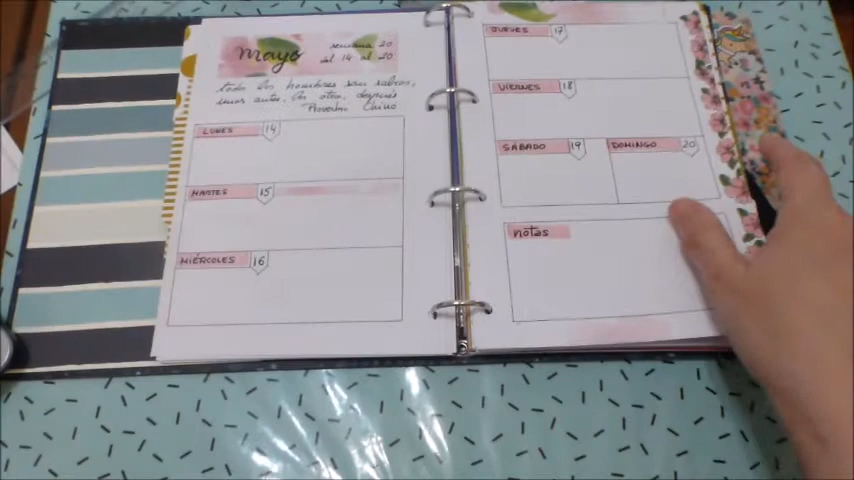 Mayo
semana 20
del 14 al 20
todos los hombres son sabios,
unos antes, los otros, después
Proverbio Chino
LUNES 14
MARTES 15
MIÉRCOLES 16
JUEVES 17
VIERNES 18
SÁBADO 19
DOMINGO 20
notas